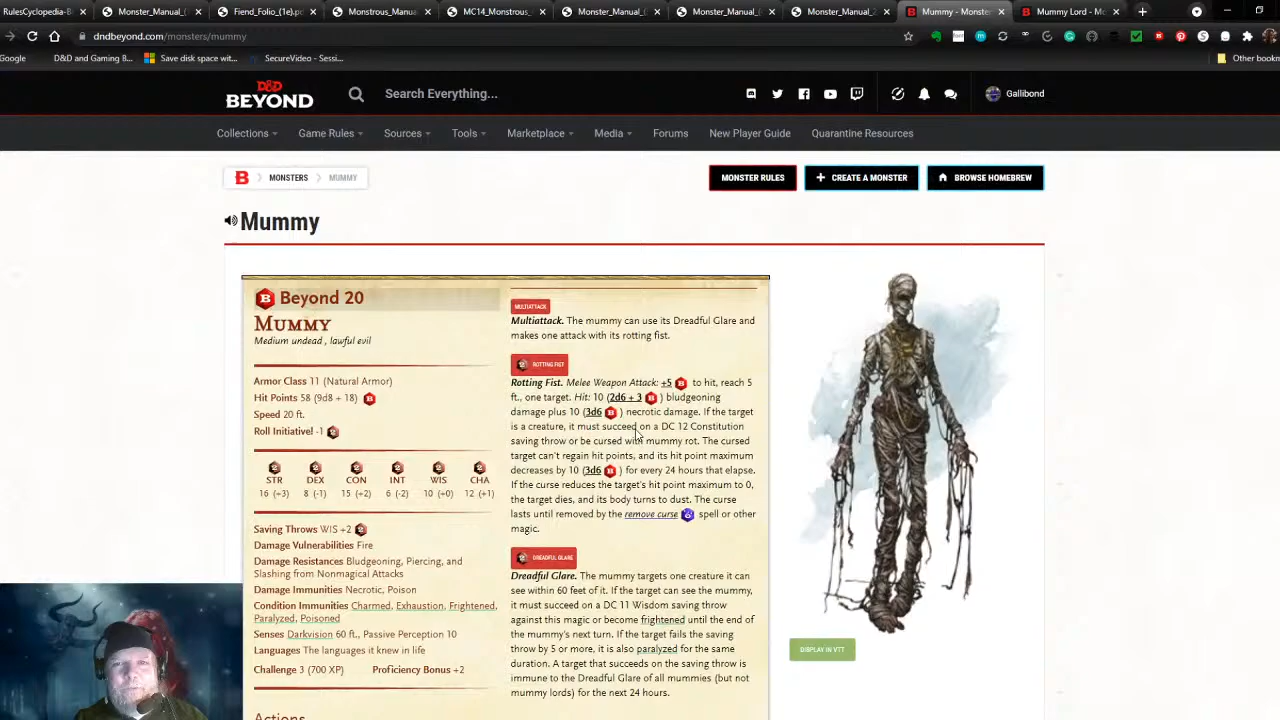 RulesCyclopedia-
Monster_Manual_(
Fiend_Folio_(1e).p
Monstrous_Manua
MC14_Monstrous_
Monster_Manual_(
Monster_Manual_(
Monster_Manual_2
Mummy - Monster
Mummy Lord - Mo
dndbeyond.com/monsters/mummy
Google
D&D and Gaming B...
Save disk space wit...
SecureVideo - Sessi...
Other bookm
D&D
BEYOND
Search Everything...
Gallibond
Collections
Game Rules
Sources
Tools
Marketplace
Media
Forums
New Player Guide
Quarantine Resources
B
MONSTERS
MUMMY
MONSTER RULES
+ CREATE A MONSTER
BROWSE HOMEBREW
Mummy
Beyond 20
MUMMY
Medium undead , lawful evil
Armor Class 11 (Natural Armor)
Hit Points 58 (9d8 + 18)
Speed 20 ft.
Roll Initiative! -1
STR DEX CON INT WIS CHA
16 (+3) 8 (-1) 15 (+2) 6 (-2) 10 (+0) 12 (+1)
Saving Throws WIS +2
Damage Vulnerabilities Fire
Damage Resistances Bludgeoning, Piercing, and
Slashing from Nonmagical Attacks
Damage Immunities Necrotic, Poison
Condition Immunities Charmed, Exhaustion, Frightened,
Paralyzed, Poisoned
Senses Darkvision 60 ft., Passive Perception 10
Languages The languages it knew in life
Challenge 3 (700 XP) Proficiency Bonus +2
Actions
MULTIATTACK
Multiattack. The mummy can use its Dreadful Glare and
makes one attack with its rotting fist.
ROTTING FIST
Rotting Fist. Melee Weapon Attack: +5 to hit, reach 5
ft., one target. Hit: 10 (2d6 + 3 ) bludgeoning
damage plus 10 (3d6 ) necrotic damage. If the target
is a creature, it must succeed on a DC 12 Constitution
saving throw or be cursed with mummy rot. The cursed
target can't regain hit points, and its hit point maximum
decreases by 10 (3d6 ) for every 24 hours that elapse.
If the curse reduces the target's hit point maximum to 0,
the target dies, and its body turns to dust. The curse
lasts until removed by the remove curse spell or other
magic.
DREADFUL GLARE
Dreadful Glare. The mummy targets one creature it can
see within 60 feet of it. If the target can see the mummy,
it must succeed on a DC 11 Wisdom saving throw
against this magic or become frightened until the end of
the mummy's next turn. If the target fails the saving
throw by 5 or more, it is also paralyzed for the same
duration. A target that succeeds on the saving throw is
immune to the Dreadful Glare of all mummies (but not
mummy lords) for the next 24 hours.
DISPLAY IN VTT